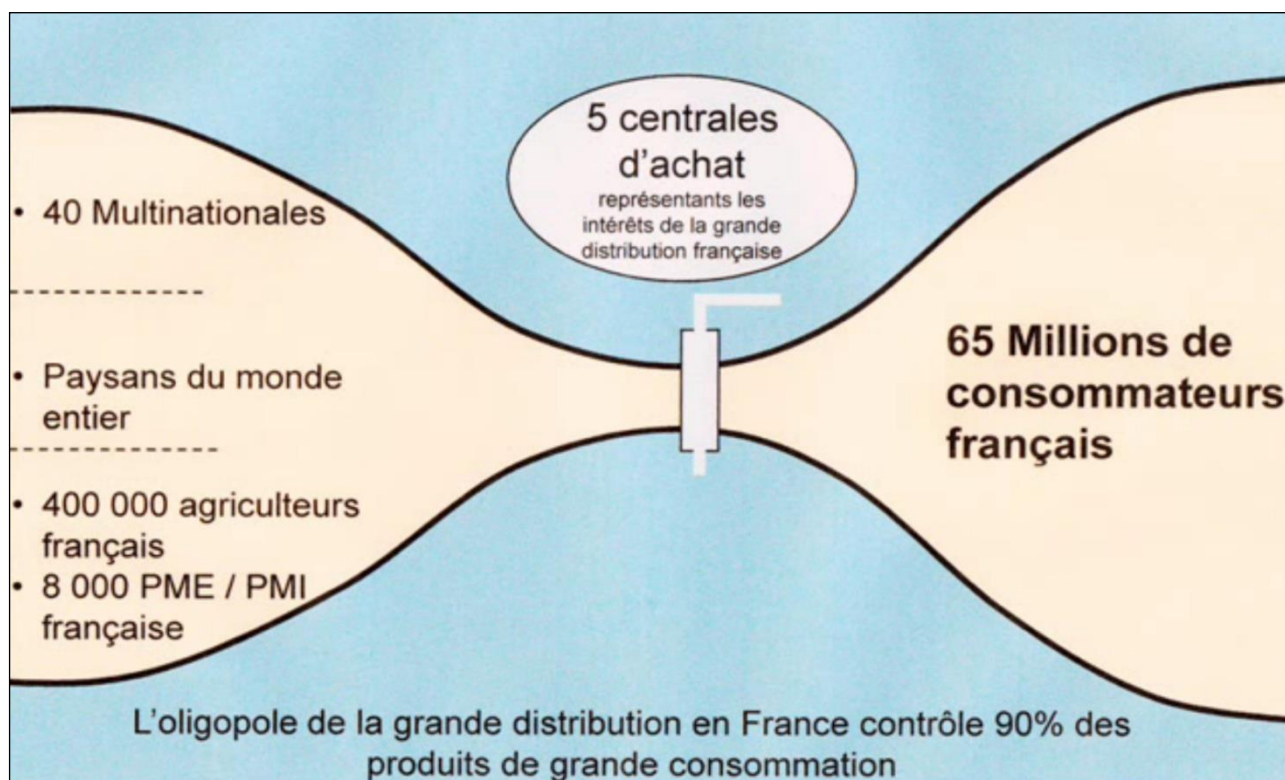 5 centrales
d'achat
représentants les
intérêts de la grande
distribution française
• 40 Multinationales
• Paysans du monde
entier
• 400 000 agriculteurs
français
• 8 000 PME / PMI
française
65 Millions de
consommateurs
français
L'oligopole de la grande distribution en France contrôle 90% des
produits de grande consommation